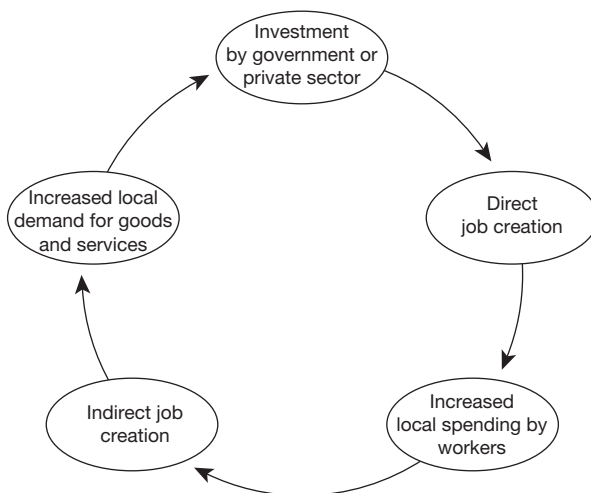 Investment
by government or
private sector
Direct
job creation
Increased
local spending by
workers
Indirect job
creation
Increased local
demand for goods
and services